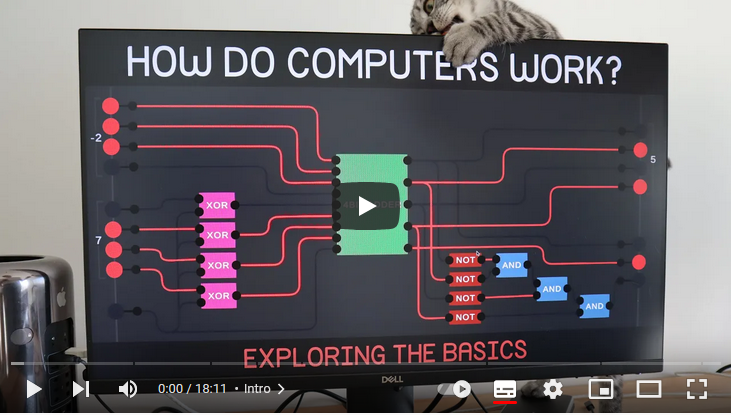 HOW DO COMPUTERS WORK?
-2
5
XOR
XOR
7
XOR
XOR
NOT
NOT
NOT
NOT
AND
AND
AND
EXPLORING THE BASICS
DELL
0:00 / 18:11 • Intro